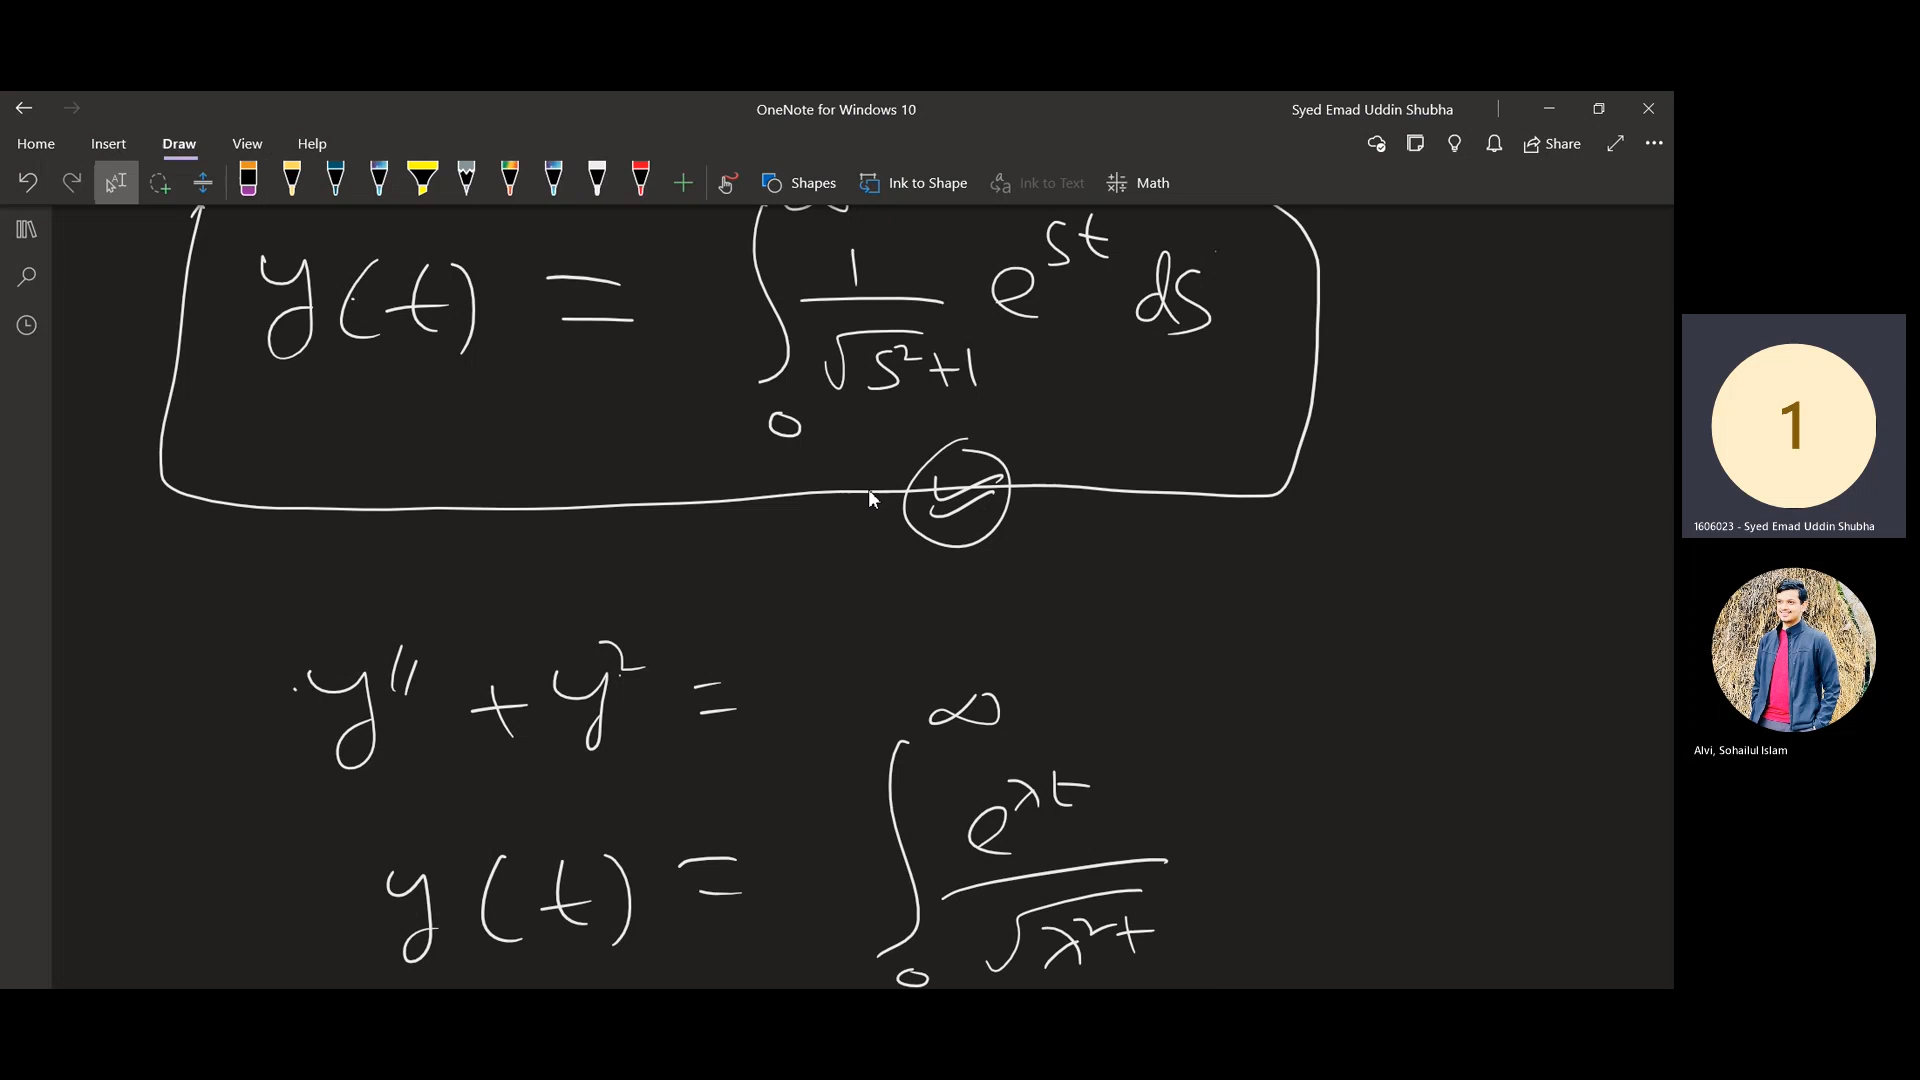 OneNote for Windows 10
Syed Emad Uddin Shubha
Home Insert Draw View Help
Share
Shapes Ink to Shape Ink to Text Math
y(t) = ∫₀ 1/√(s²+1) e^{st} ds
y'' + y² =
y(t) = ∫₀^∞ e^{λt}/√(λ²+
1
1606023 - Syed Emad Uddin Shubha
Alvi, Sohailul Islam